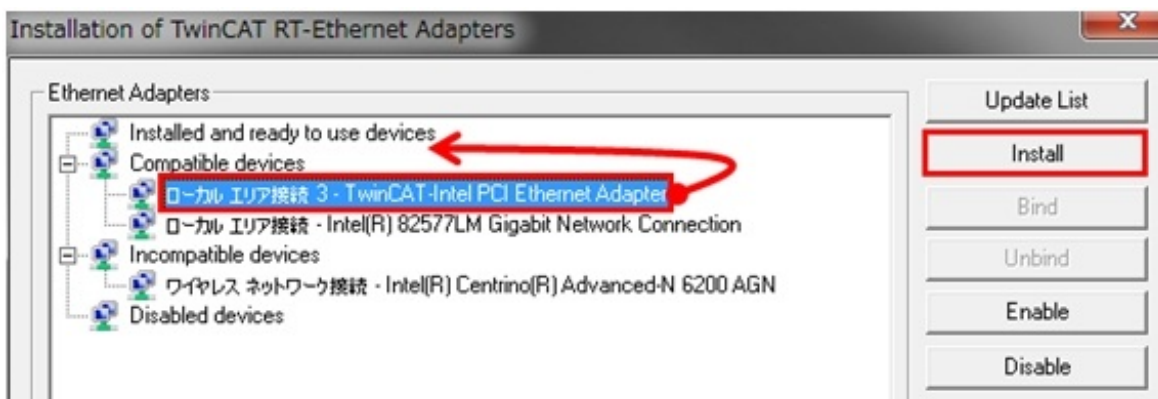 Installation of TwinCAT RT-Ethernet Adapters
Ethernet Adapters
Installed and ready to use devices
Compatible devices
ローカル エリア接続 3 - TwinCAT-Intel PCI Ethernet Adapter
ローカル エリア接続 - Intel(R) 82577LM Gigabit Network Connection
Incompatible devices
ワイヤレス ネットワーク接続 - Intel(R) Centrino(R) Advanced-N 6200 AGN
Disabled devices
Update List
Install
Bind
Unbind
Enable
Disable